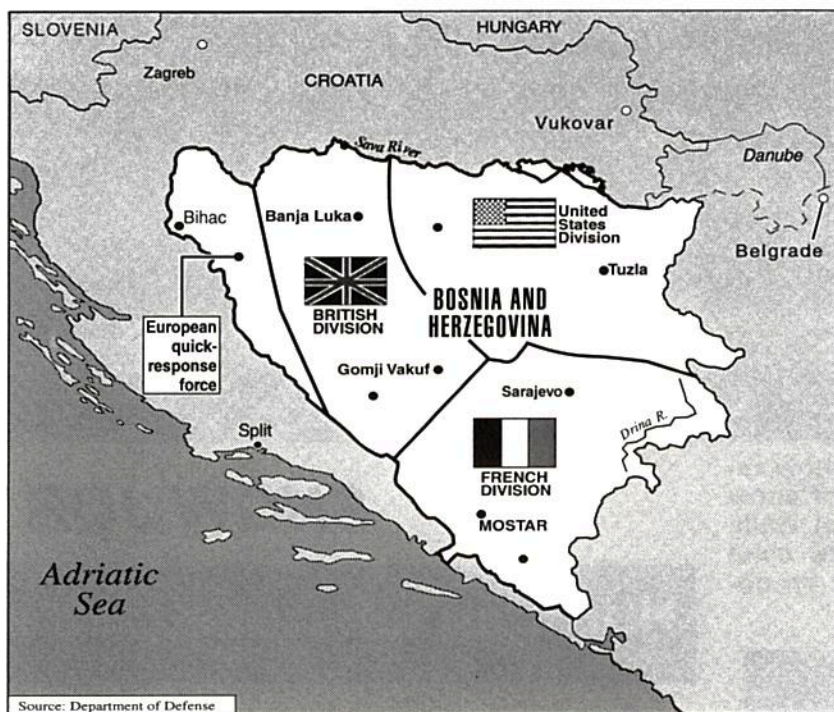 SLOVENIA
HUNGARY
Zagreb
CROATIA
Vukovar
Sava River
Danube
Bihac
Banja Luka
United
States
Division
Belgrade
Tuzla
BOSNIA AND
HERZEGOVINA
BRITISH
DIVISION
European
quick-
response
force
Gomji Vakuf
Sarajevo
Drina R.
Split
FRENCH
DIVISION
MOSTAR
Adriatic
Sea
Source: Department of Defense